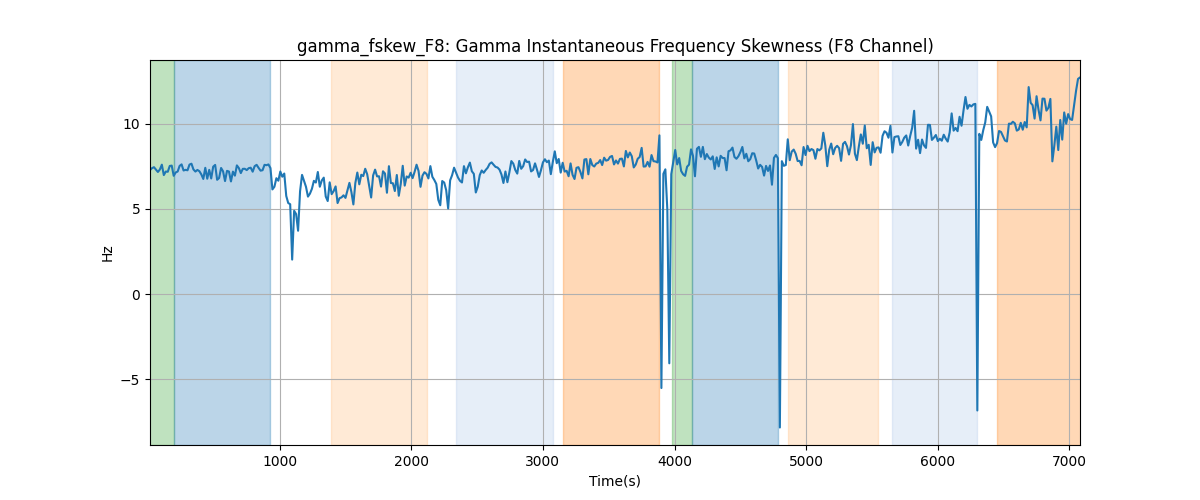 gamma_fskew_F8: Gamma Instantaneous Frequency Skewness (F8 Channel)
10
5
0
−5
Hz
1000 2000 3000 4000 5000 6000 7000
Time(s)